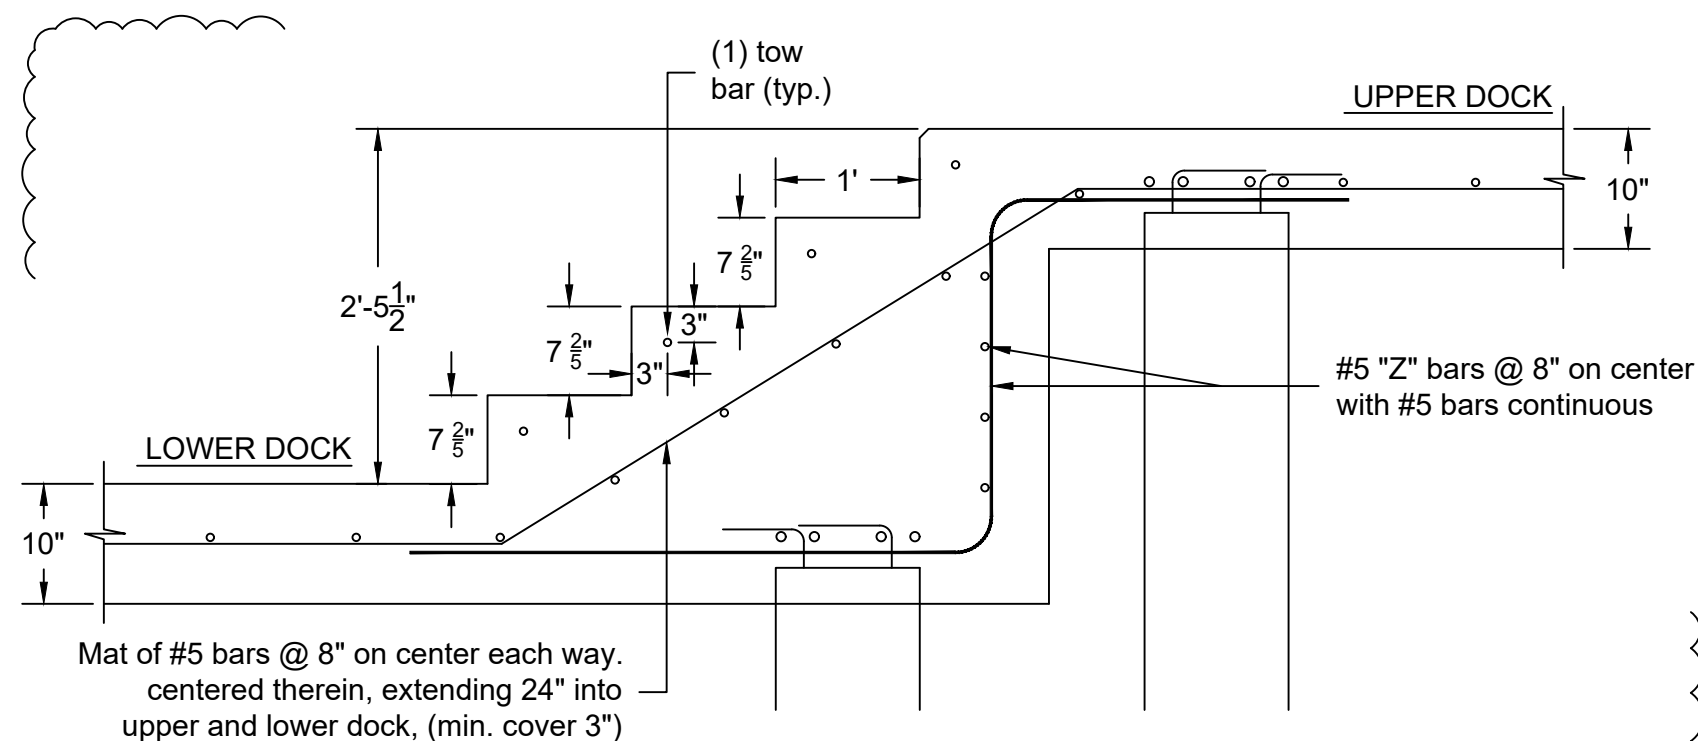 (1) tow
bar (typ.)
UPPER DOCK
10"
1'
7 2/5"
2'-5 1/2"
3"
7 2/5"
3"
#5 "Z" bars @ 8" on center
with #5 bars continuous
7 2/5"
LOWER DOCK
10"
Mat of #5 bars @ 8" on center each way.
centered therein, extending 24" into
upper and lower dock, (min. cover 3")